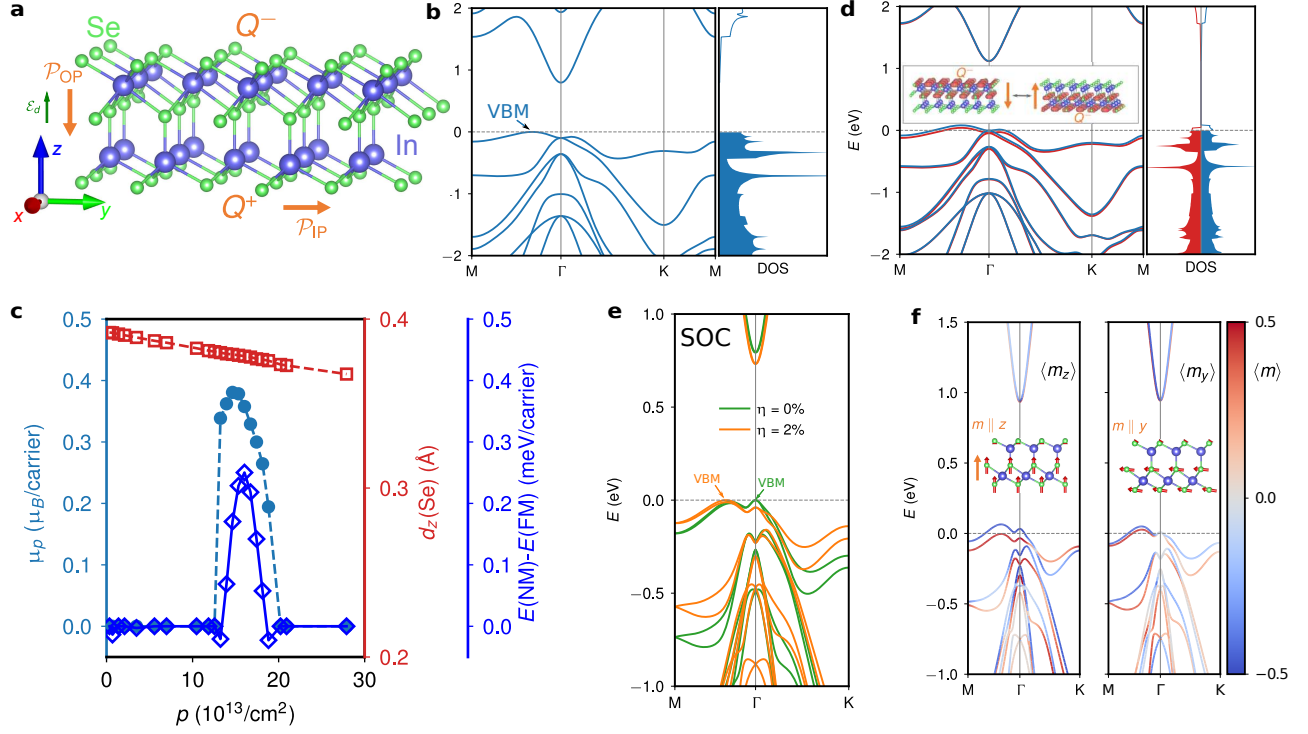 a
Se
Q⁻
𝒫OP
ℰd
z
In
x
y
Q⁺
𝒫IP
b
2
1
0
−1
−2
VBM
M
Γ
K
M
DOS
d
E (eV)
2
1
0
−1
−2
Q⁻
Q⁻
M
Γ
K
M
DOS
c
μp (μB/carrier)
0.5
0.4
0.3
0.2
0.1
0.0
0
10
20
30
p (10¹³/cm²)
0.4
0.3
0.2
dz(Se) (Å)
0.5
0.4
0.3
0.2
0.1
0.0
E(NM)-E(FM) (meV/carrier)
e
SOC
E (eV)
1.0
0.5
0.0
−0.5
−1.0
η = 0%
η = 2%
VBM
VBM
M
Γ
K
f
E (eV)
1.5
1.0
0.5
0.0
−0.5
−1.0
⟨mz⟩
m ∥ z
M
Γ
K
⟨my⟩
m ∥ y
M
Γ
K
0.5
⟨m⟩
0.0
−0.5